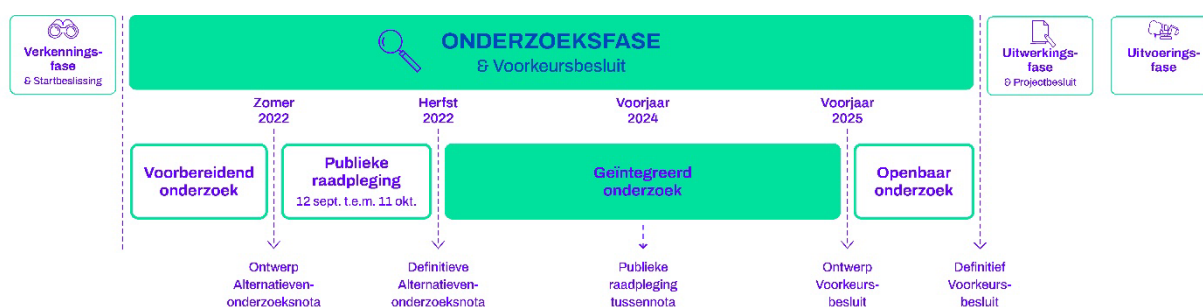 Verkennings-
fase
& Startbeslissing
ONDERZOEKSFASE
& Voorkeursbesluit
Uitwerkings-
fase
& Projectbesluit
Uitvoerings-
fase
Zomer
2022
Herfst
2022
Voorjaar
2024
Voorjaar
2025
Voorbereidend
onderzoek
Publieke
raadpleging
12 sept. t.e.m. 11 okt.
Geïntegreerd
onderzoek
Openbaar
onderzoek
Ontwerp
Alternatieven-
onderzoeksnota
Definitieve
Alternatieven-
onderzoeksnota
Publieke
raadpleging
tussennota
Ontwerp
Voorkeurs-
besluit
Definitief
Voorkeurs-
besluit